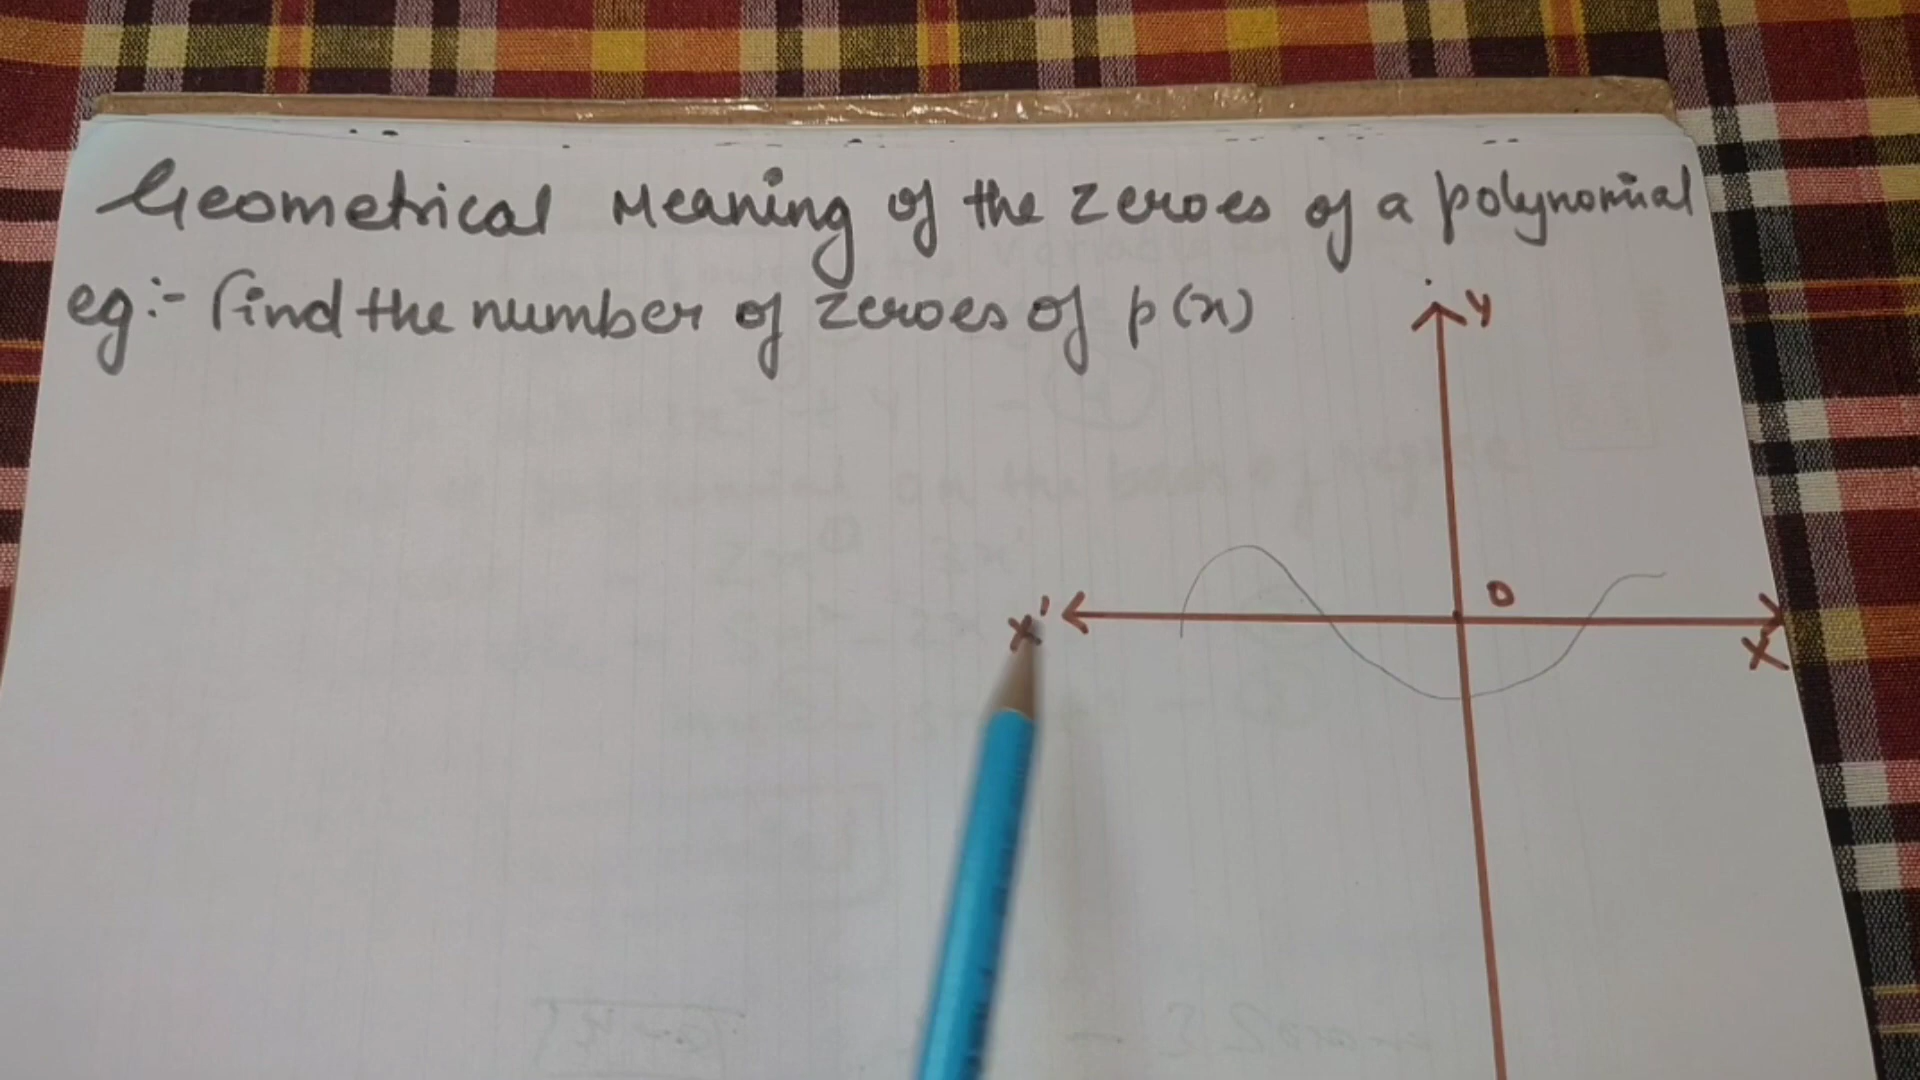 Geometrical Meaning of the zeroes of a polynomial
eg:- find the number of zeroes of p(x)
Y
O
X'
X